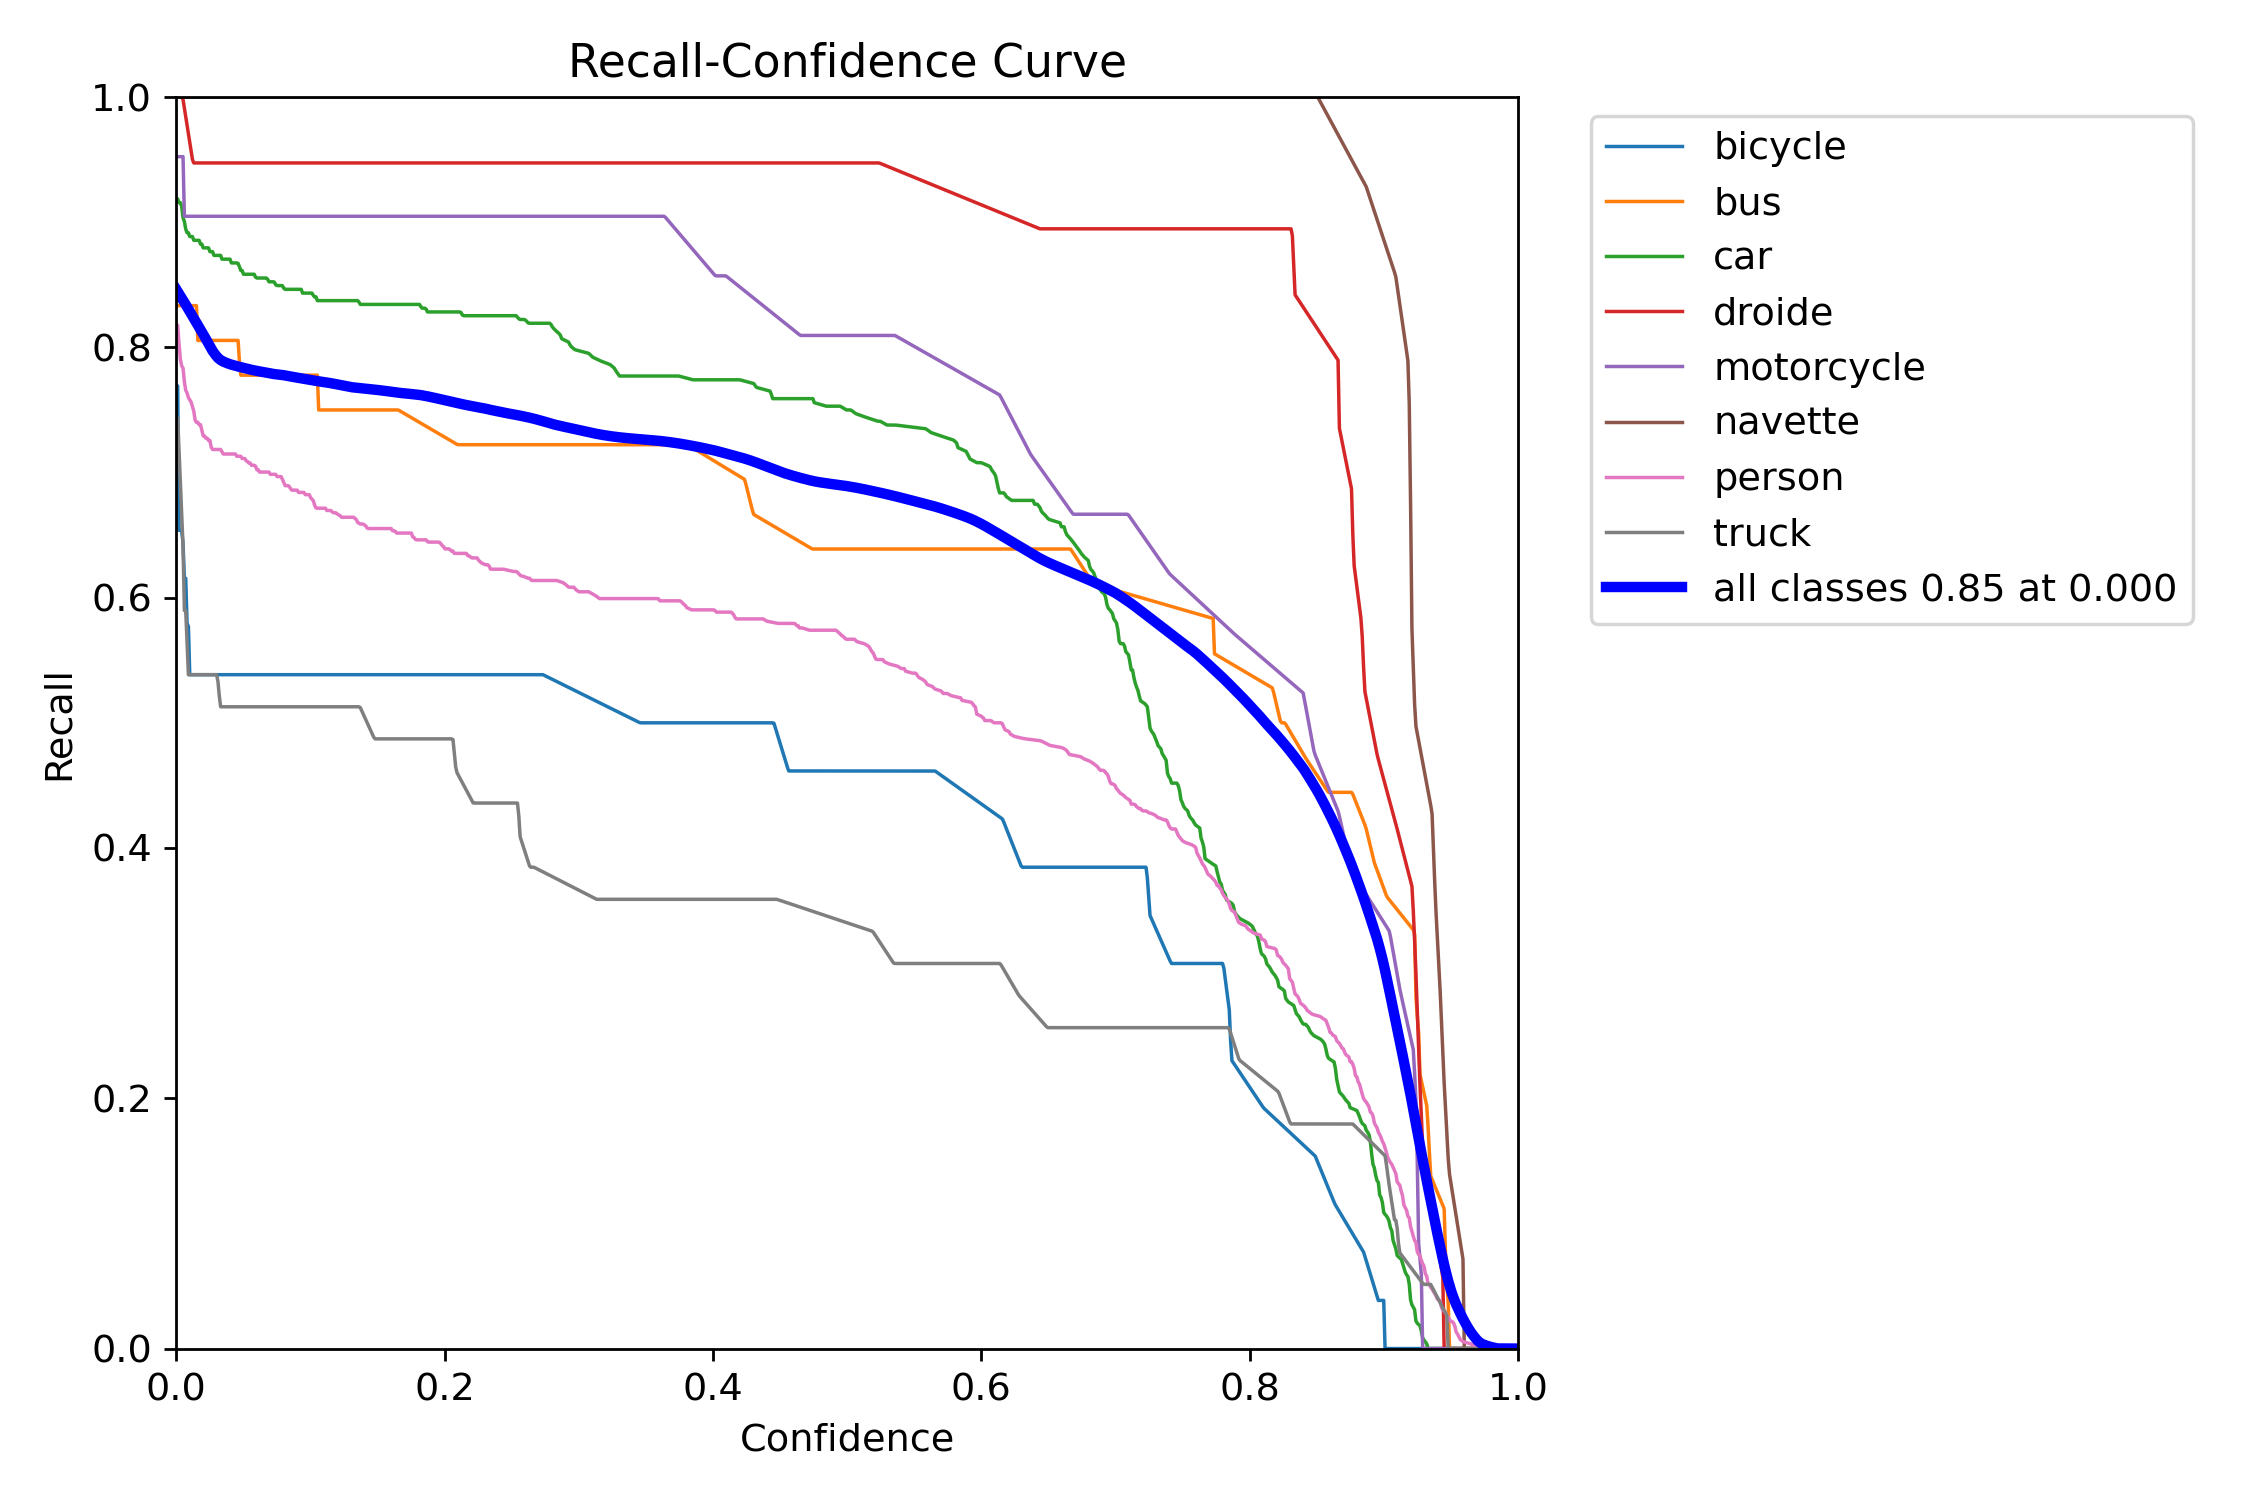 Recall-Confidence Curve
1.0
0.8
0.6
0.4
0.2
0.0
Recall
0.0 0.2 0.4 0.6 0.8 1.0
Confidence
bicycle
bus
car
droide
motorcycle
navette
person
truck
all classes 0.85 at 0.000